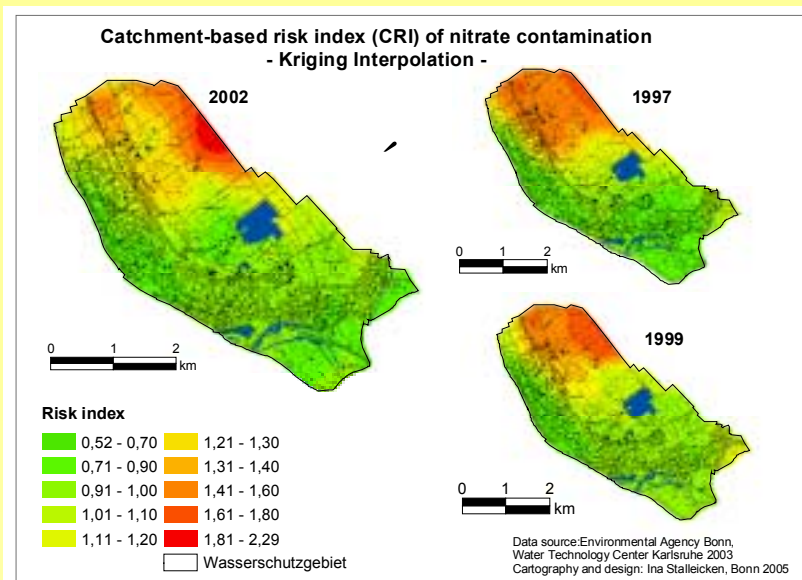 Catchment-based risk index (CRI) of nitrate contamination
- Kriging Interpolation -
2002
1997
0 1 2
km
0 1 2
km
1999
Risk index
0,52 - 0,70
0,71 - 0,90
0,91 - 1,00
1,01 - 1,10
1,11 - 1,20
1,21 - 1,30
1,31 - 1,40
1,41 - 1,60
1,61 - 1,80
1,81 - 2,29
Wasserschutzgebiet
0 1 2
km
Data source:Environmental Agency Bonn,
Water Technology Center Karlsruhe 2003
Cartography and design: Ina Stalleicken, Bonn 2005